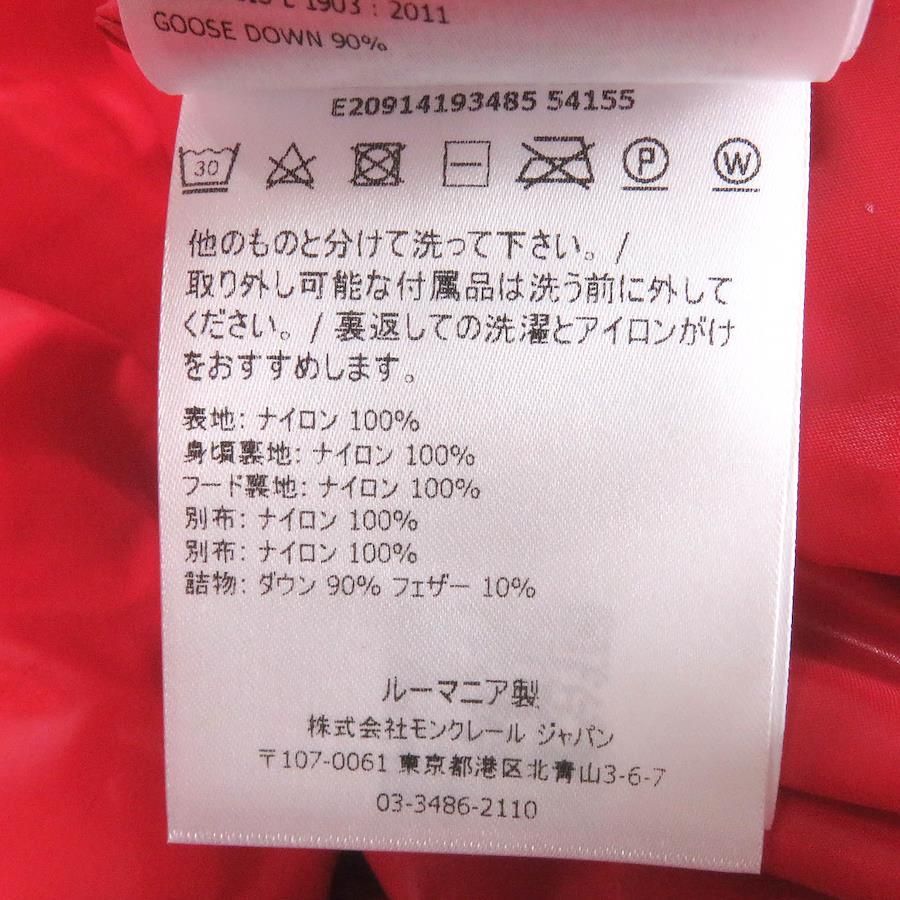 1903 : 2011
GOOSE DOWN 90%
E20914193485 54155
30
P
W
他のものと分けて洗って下さい。/
取り外し可能な付属品は洗う前に外して
ください。/ 裏返しての洗濯とアイロンがけ
をおすすめします。
表地: ナイロン 100%
身頃裏地: ナイロン 100%
フード裏地: ナイロン 100%
別布: ナイロン 100%
別布: ナイロン 100%
詰物: ダウン 90% フェザー 10%
ルーマニア製
株式会社モンクレール ジャパン
〒107-0061 東京都港区北青山3-6-7
03-3486-2110